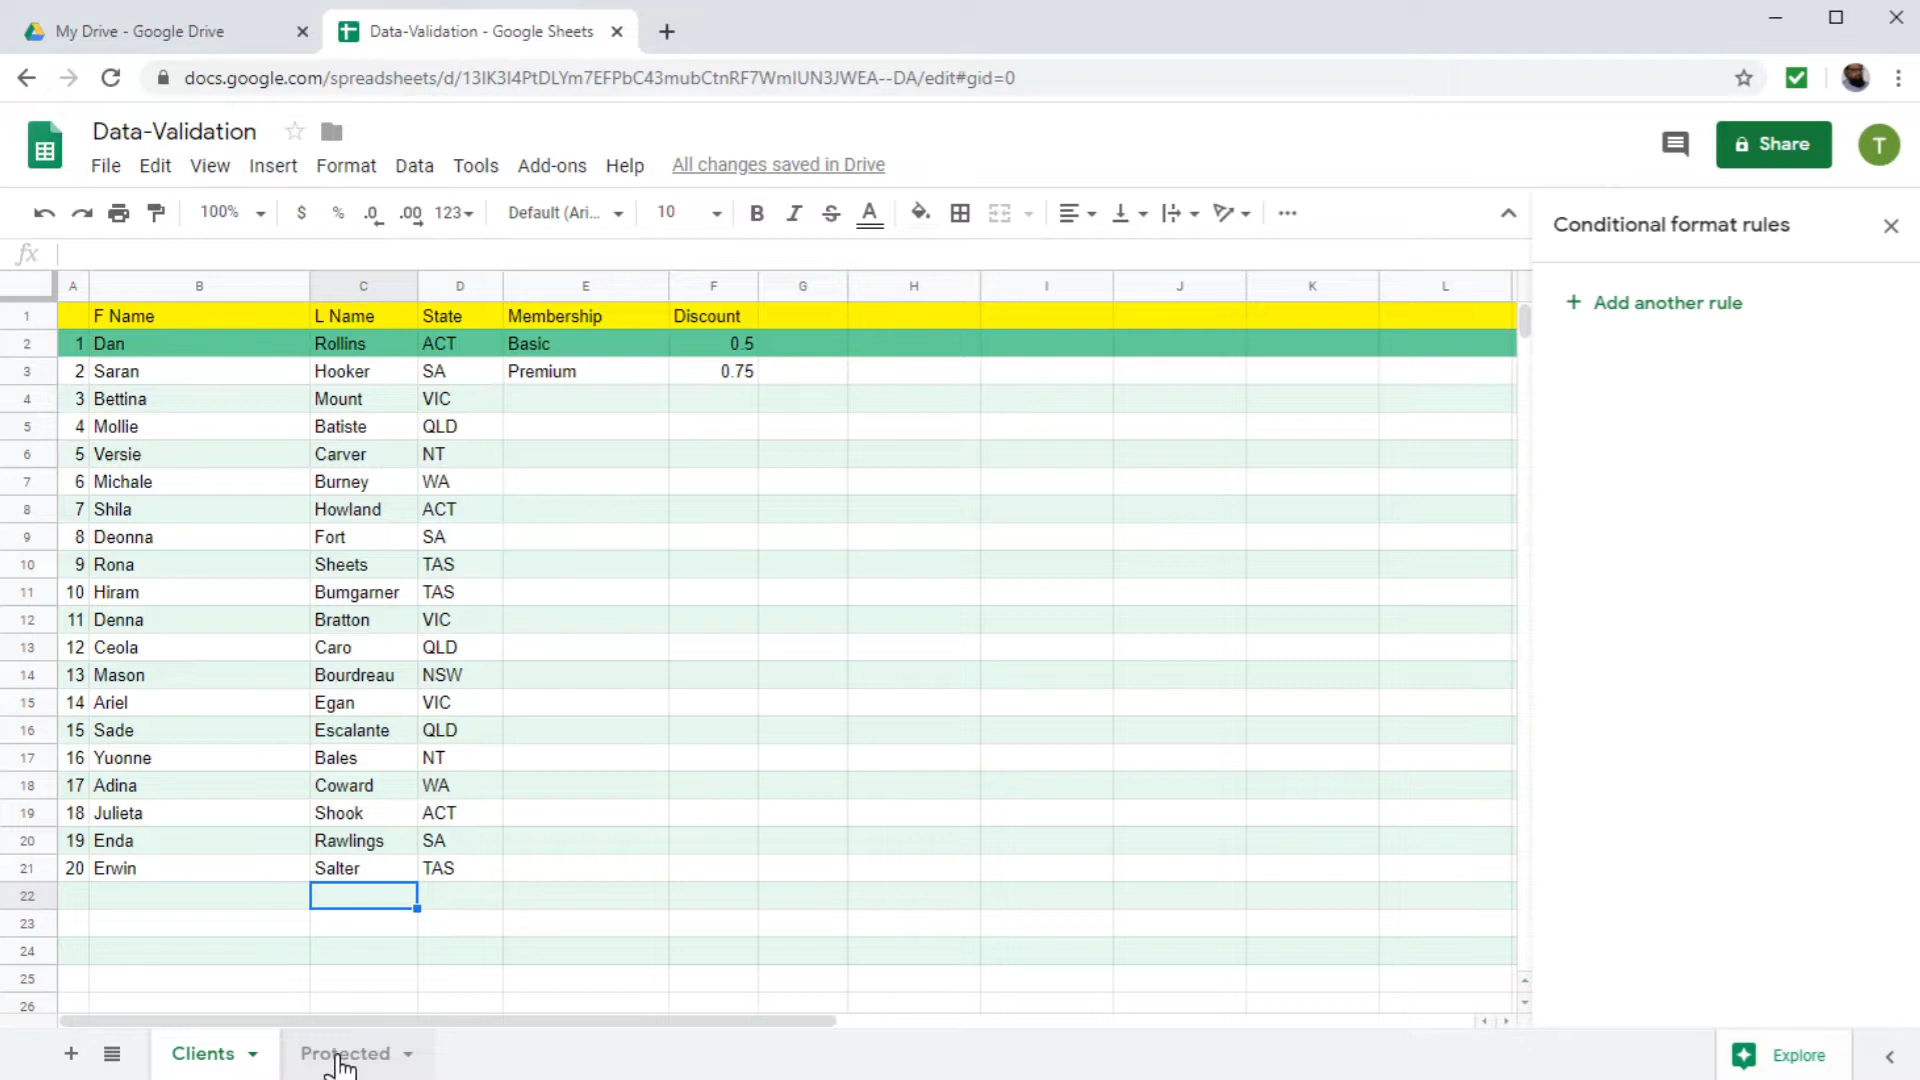 My Drive - Google Drive
Data-Validation - Google Sheets
docs.google.com/spreadsheets/d/13IK3I4PtDLYm7EFPbC43mubCtnRF7WmIUN3JWEA--DA/edit#gid=0
Data-Validation
Share
T
File Edit View Insert Format Data Tools Add-ons Help All changes saved in Drive
100% $ % .0 .00 123 Default (Ari... 10 B I S A
Conditional format rules
fx
Add another rule
A B C D E F G H I J K L
1 F Name L Name State Membership Discount
2 1 Dan Rollins ACT Basic 0.5
3 2 Saran Hooker SA Premium 0.75
4 3 Bettina Mount VIC
5 4 Mollie Batiste QLD
6 5 Versie Carver NT
7 6 Michale Burney WA
8 7 Shila Howland ACT
9 8 Deonna Fort SA
10 9 Rona Sheets TAS
11 10 Hiram Bumgarner TAS
12 11 Denna Bratton VIC
13 12 Ceola Caro QLD
14 13 Mason Bourdreau NSW
15 14 Ariel Egan VIC
16 15 Sade Escalante QLD
17 16 Yuonne Bales NT
18 17 Adina Coward WA
19 18 Julieta Shook ACT
20 19 Enda Rawlings SA
21 20 Erwin Salter TAS
22
23
24
25
26
Clients Protected Explore